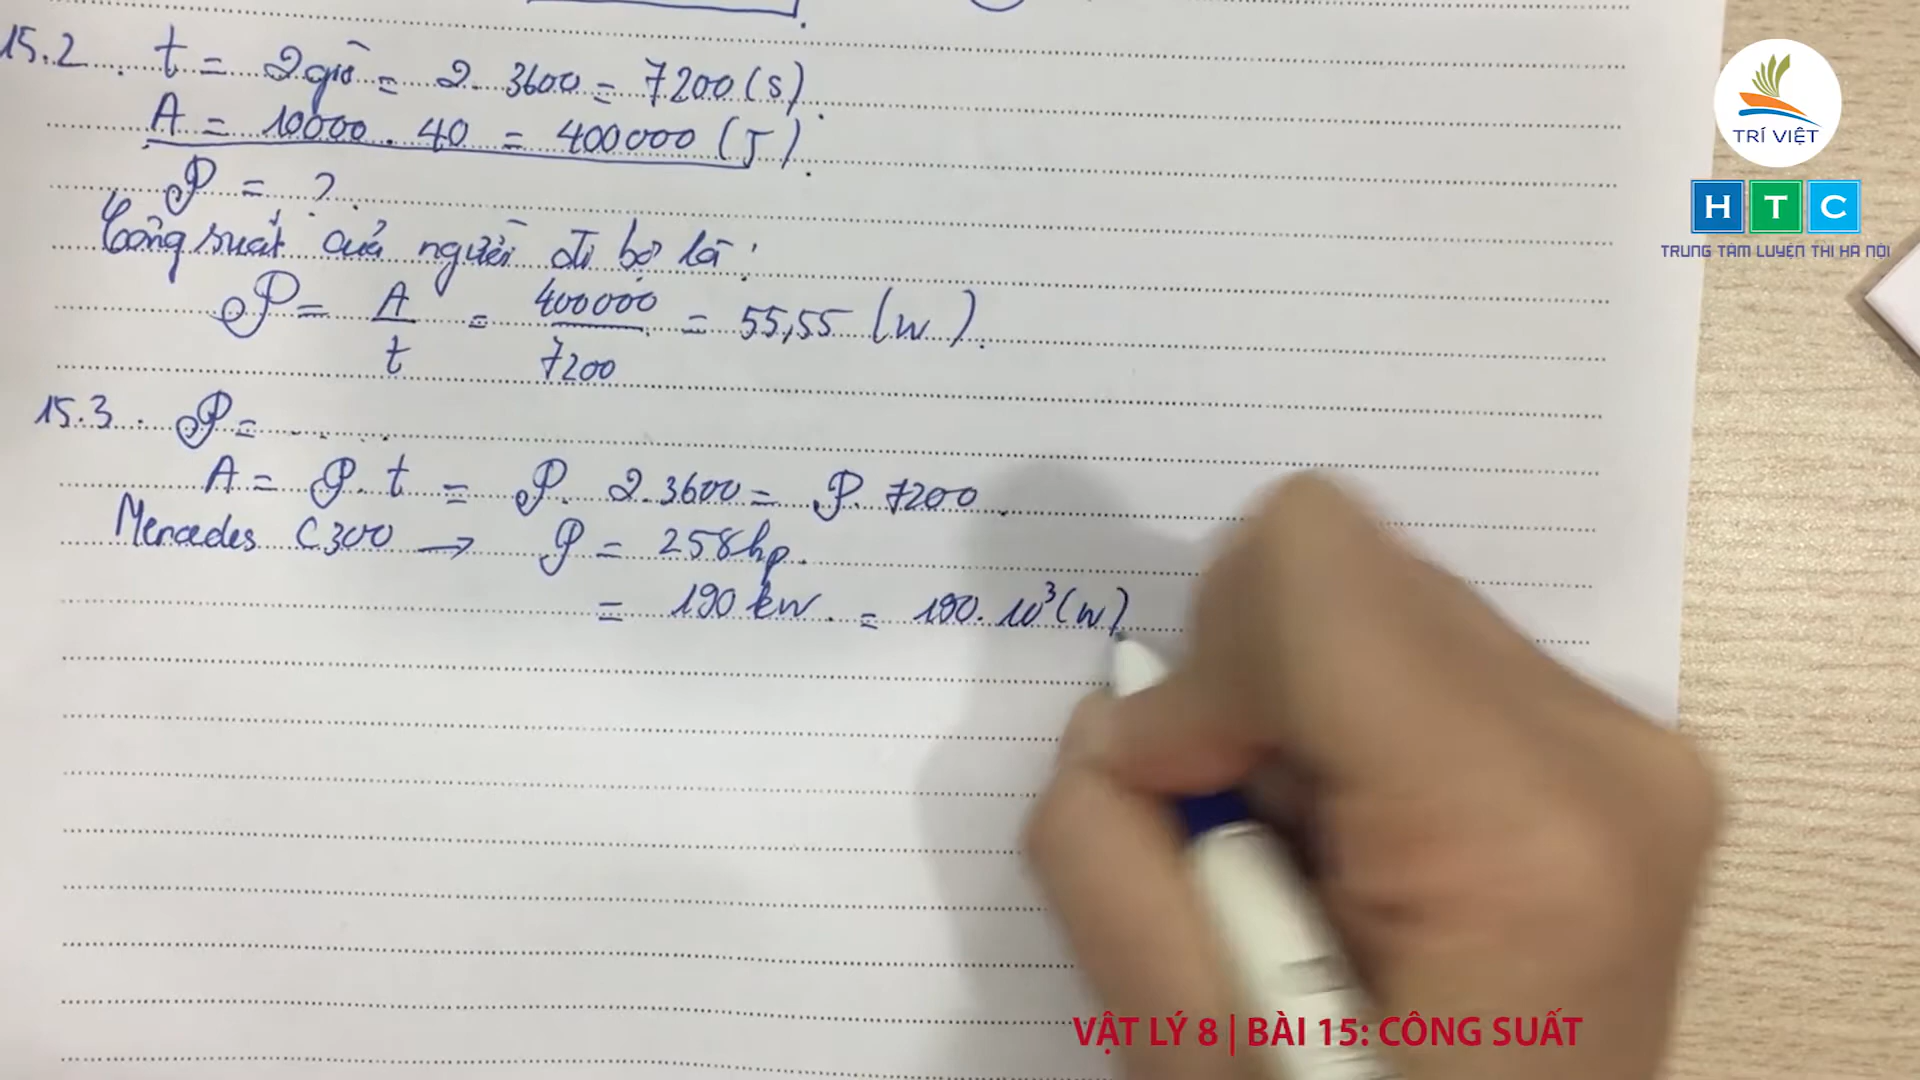 15.2. t = 2 giờ = 2. 3600 = 7200 (s).
A = 10000 . 40 = 400000 (J).
P = ?.
Công suất của người đi bộ là:
P = A / t = 400000 / 7200 = 55,55 (W).
15.3. P = .....
A = P. t = P. 2.3600 = P. 7200.
Mercedes C300 → P = 258hp.
= 190 kW. = 190. 10³ (W)
TRÍ VIỆT
H T C
TRUNG TÂM LUYỆN THI HÀ NỘI
VẬT LÝ 8 | BÀI 15: CÔNG SUẤT